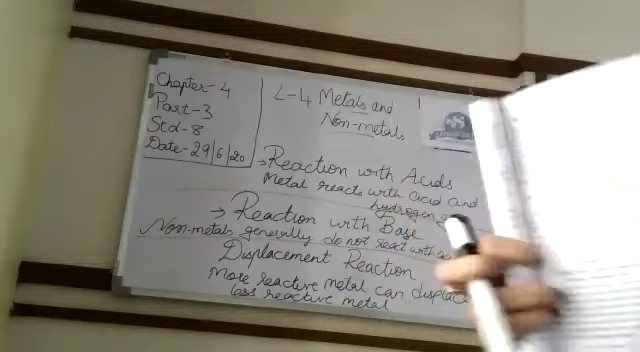 Chapter-4
Part-3
Std-8
Date-29/6/20
L-4 Metals and
Non-metals
→ Reaction with Acids
Metal reacts with acid and
hydrogen
→ Reaction with Base
Non-metals generally do not react with
Displacement Reaction
More reactive metal can displace
less reactive metal